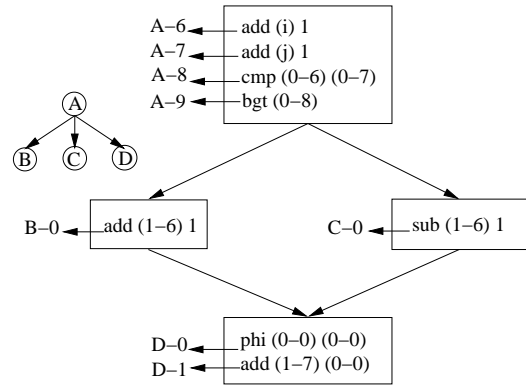 A–6 add (i) 1
A–7 add (j) 1
A–8 cmp (0–6) (0–7)
A–9 bgt (0–8)
A
B C D
B–0 add (1–6) 1
C–0 sub (1–6) 1
D–0 phi (0–0) (0–0)
D–1 add (1–7) (0–0)